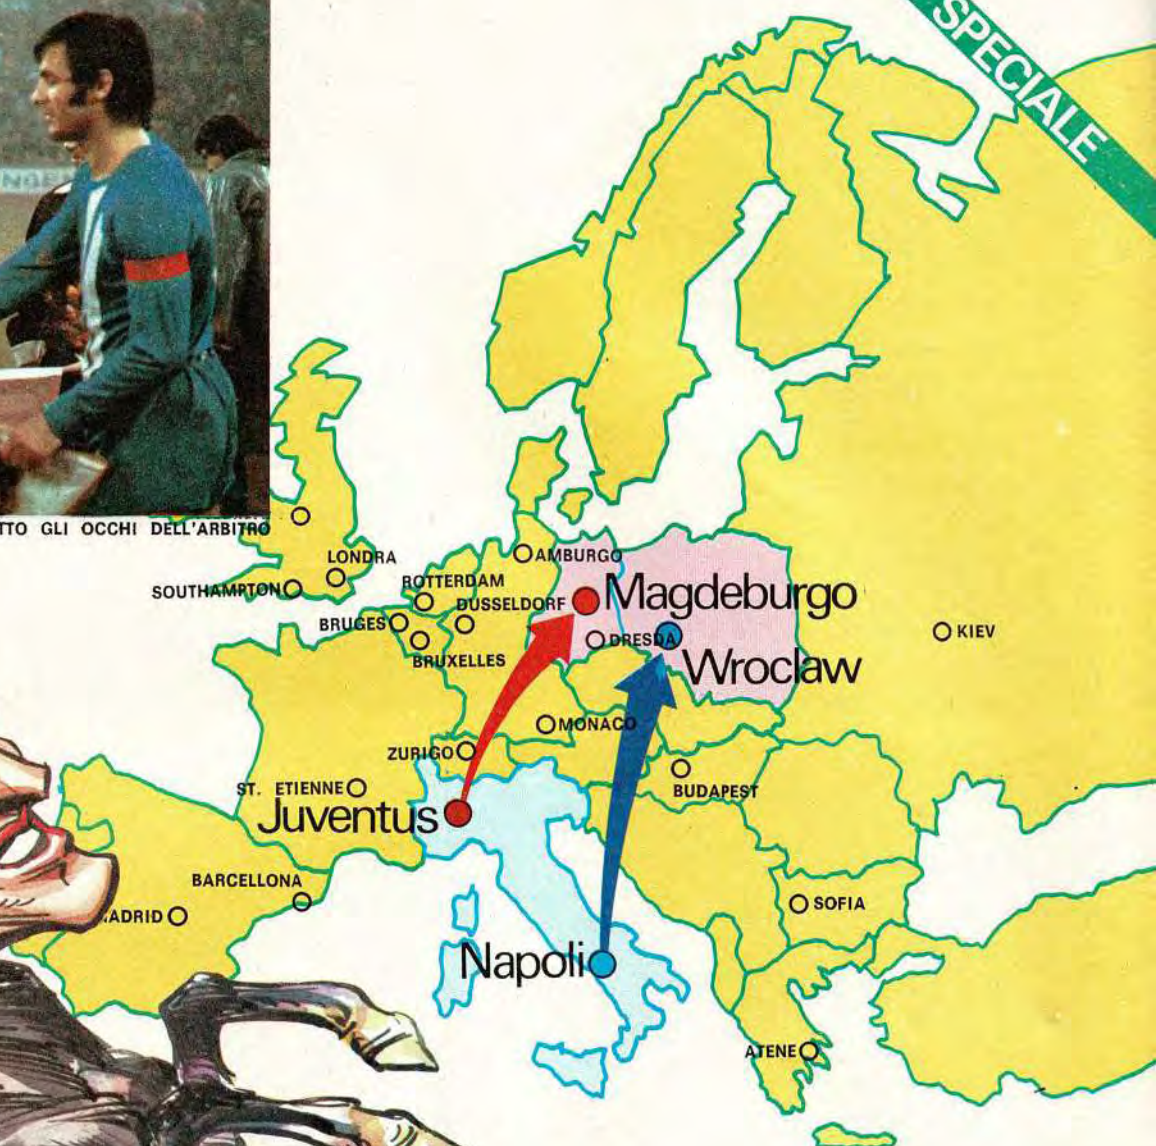 SPECIALE
NGEN
TTO GLI OCCHI DELL'ARBITRO
LONDRA
SOUTHAMPTON
AMBURGO
ROTTERDAM
DUSSELDORF
Magdeburgo
BRUGES
BRUXELLES
DRESDA
KIEV
Wroclaw
MONACO
ZURIGO
ST. ETIENNE
BUDAPEST
Juventus
BARCELLONA
ADRID
SOFIA
Napoli
ATENE